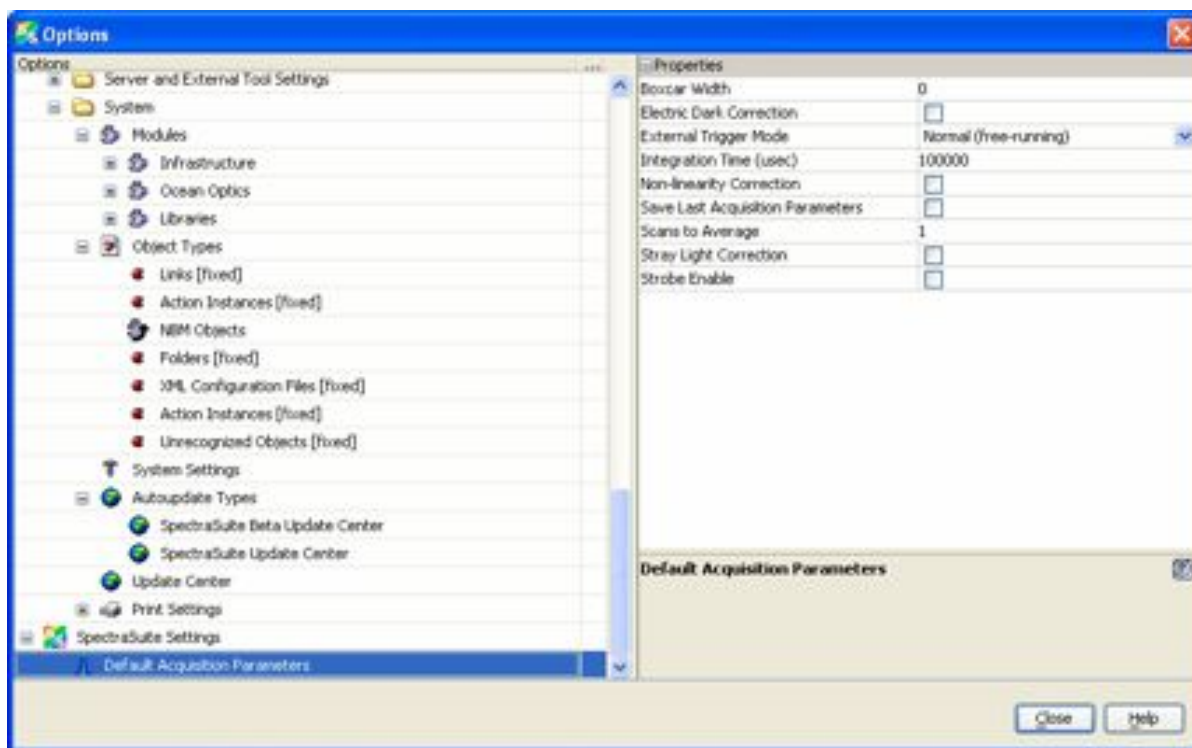 Options
Options ...
Server and External Tool Settings
System
Modules
Infrastructure
Ocean Optics
Libraries
Object Types
Links [fixed]
Action Instances [fixed]
NBM Objects
Folders [fixed]
XML Configuration Files [fixed]
Action Instances [fixed]
Unrecognized Objects [fixed]
System Settings
Autoupdate Types
SpectraSuite Beta Update Center
SpectraSuite Update Center
Update Center
Print Settings
SpectraSuite Settings
Default Acquisition Parameters
Properties
Boxcar Width 0
Electric Dark Correction
External Trigger Mode Normal (free-running)
Integration Time (usec) 100000
Non-linearity Correction
Save Last Acquisition Parameters
Scans to Average 1
Stray Light Correction
Strobe Enable
Default Acquisition Parameters
Close Help